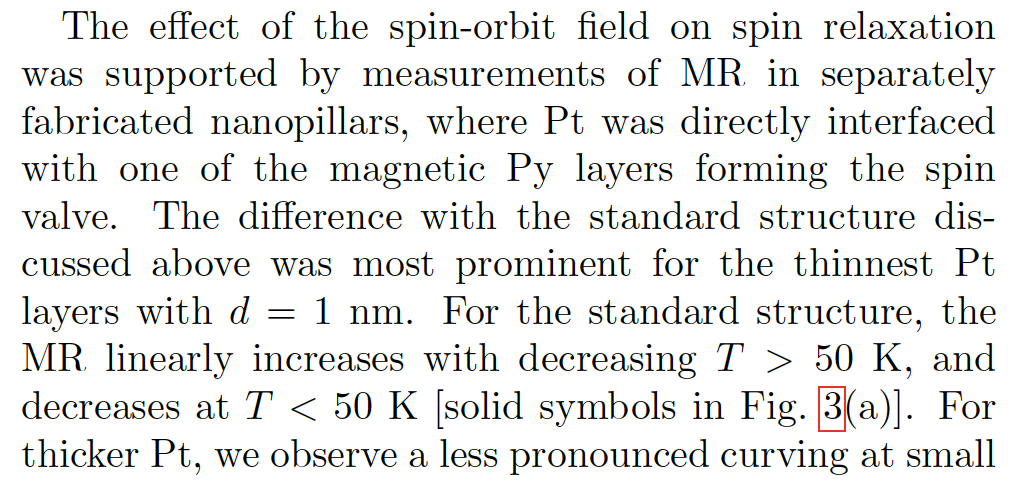 The effect of the spin-orbit field on spin relaxation
was supported by measurements of MR in separately
fabricated nanopillars, where Pt was directly interfaced
with one of the magnetic Py layers forming the spin
valve. The difference with the standard structure dis-
cussed above was most prominent for the thinnest Pt
layers with d = 1 nm. For the standard structure, the
MR linearly increases with decreasing T > 50 K, and
decreases at T < 50 K [solid symbols in Fig. 3(a)]. For
thicker Pt, we observe a less pronounced curving at small